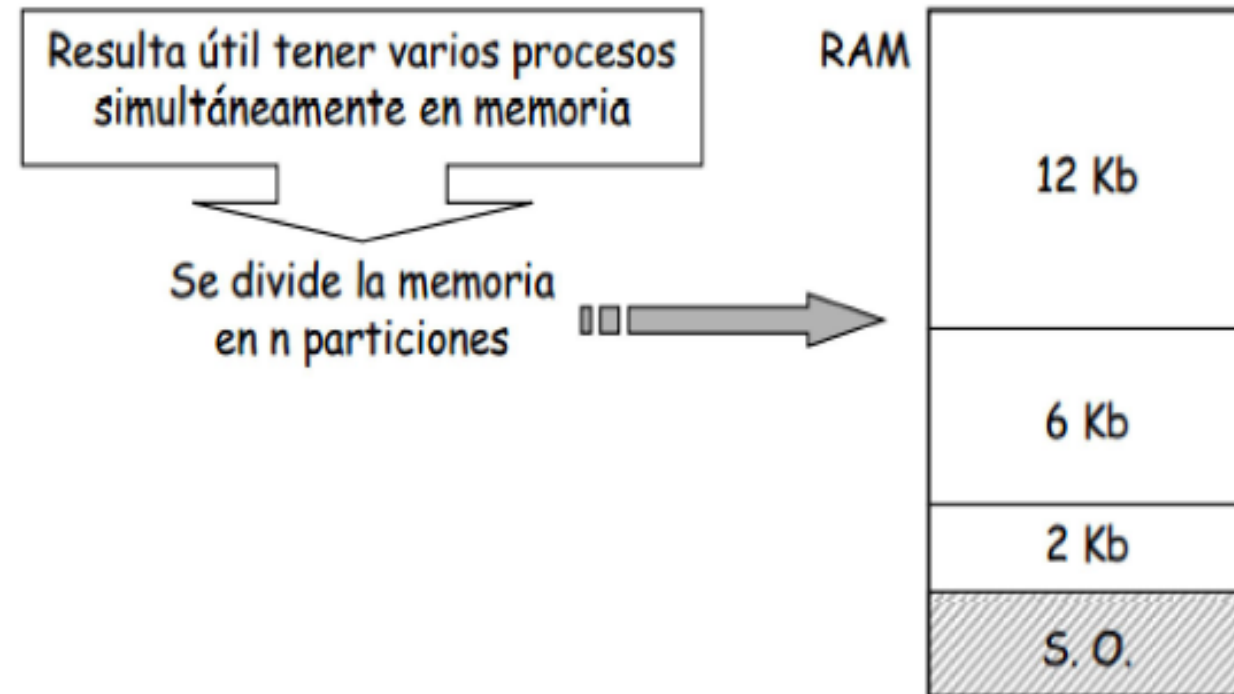 Resulta útil tener varios procesos
simultáneamente en memoria
Se divide la memoria
en n particiones
RAM
12 Kb
6 Kb
2 Kb
S. O.